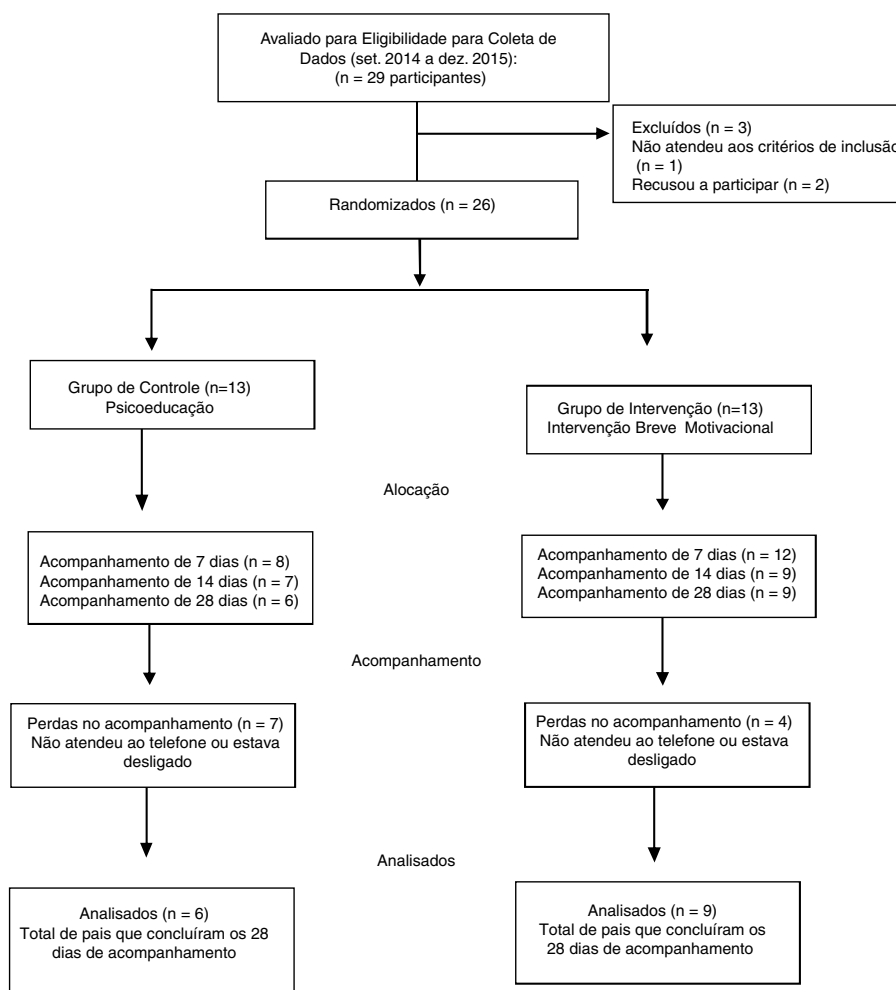 Avaliado para Eligibilidade para Coleta de
Dados (set. 2014 a dez. 2015):
(n = 29 participantes)
Excluídos (n = 3)
Não atendeu aos critérios de inclusão
(n = 1)
Recusou a participar (n = 2)
Randomizados (n = 26)
Grupo de Controle (n=13)
Psicoeducação
Grupo de Intervenção (n=13)
Intervenção Breve Motivacional
Alocação
Acompanhamento de 7 dias (n = 8)
Acompanhamento de 14 dias (n = 7)
Acompanhamento de 28 dias (n = 6)
Acompanhamento de 7 dias (n = 12)
Acompanhamento de 14 dias (n = 9)
Acompanhamento de 28 dias (n = 9)
Acompanhamento
Perdas no acompanhamento (n = 7)
Não atendeu ao telefone ou estava
desligado
Perdas no acompanhamento (n = 4)
Não atendeu ao telefone ou estava
desligado
Analisados
Analisados (n = 6)
Total de pais que concluíram os 28
dias de acompanhamento
Analisados (n = 9)
Total de pais que concluíram os
28 dias de acompanhamento